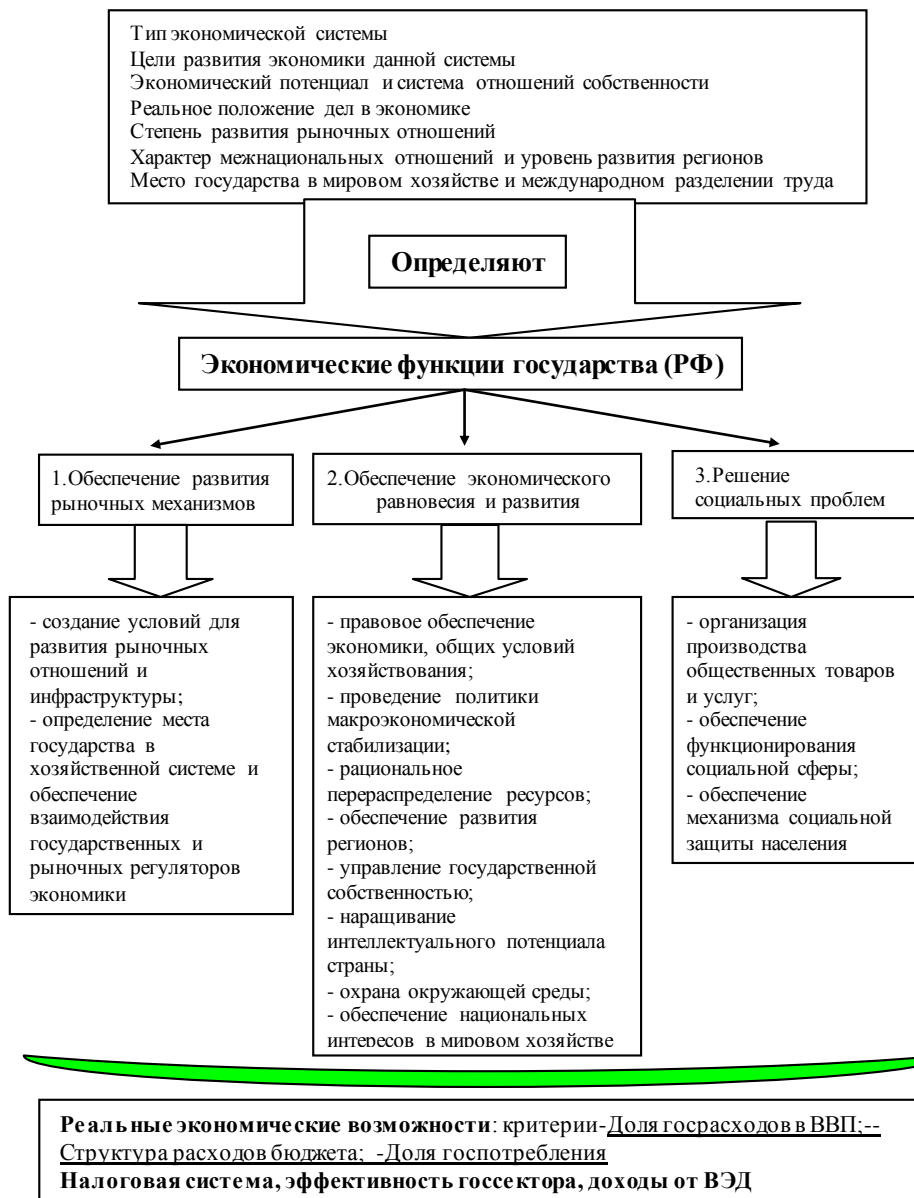 Тип экономической системы
Цели развития экономики данной системы
Экономический потенциал и система отношений собственности
Реальное положение дел в экономике
Степень развития рыночных отношений
Характер межнациональных отношений и уровень развития регионов
Место государства в мировом хозяйстве и международном разделении труда
Определяют
Экономические функции государства (РФ)
1.Обеспечение развития
рыночных механизмов
2.Обеспечение экономического
равновесия и развития
3.Решение
социальных проблем
- создание условий для
развития рыночных
отношений и
инфраструктуры;
- определение места
государства в
хозяйственной системе и
обеспечение
взаимодействия
государственных и
рыночных регуляторов
экономики
- правовое обеспечение
экономики, общих условий
хозяйствования;
- проведение политики
макроэкономической
стабилизации;
- рациональное
перераспределение ресурсов;
- обеспечение развития
регионов;
- управление государственной
собственностью;
- наращивание
интеллектуального потенциала
страны;
- охрана окружающей среды;
- обеспечение национальных
интересов в мировом хозяйстве
- организация
производства
общественных товаров
и услуг;
- обеспечение
функционирования
социальной сферы;
- обеспечение
механизма социальной
защиты населения
Реальные экономические возможности: критерии-Доля госрасходов в ВВП;--
Структура расходов бюджета; -Доля госпотребления
Налоговая система, эффективность госсектора, доходы от ВЭД